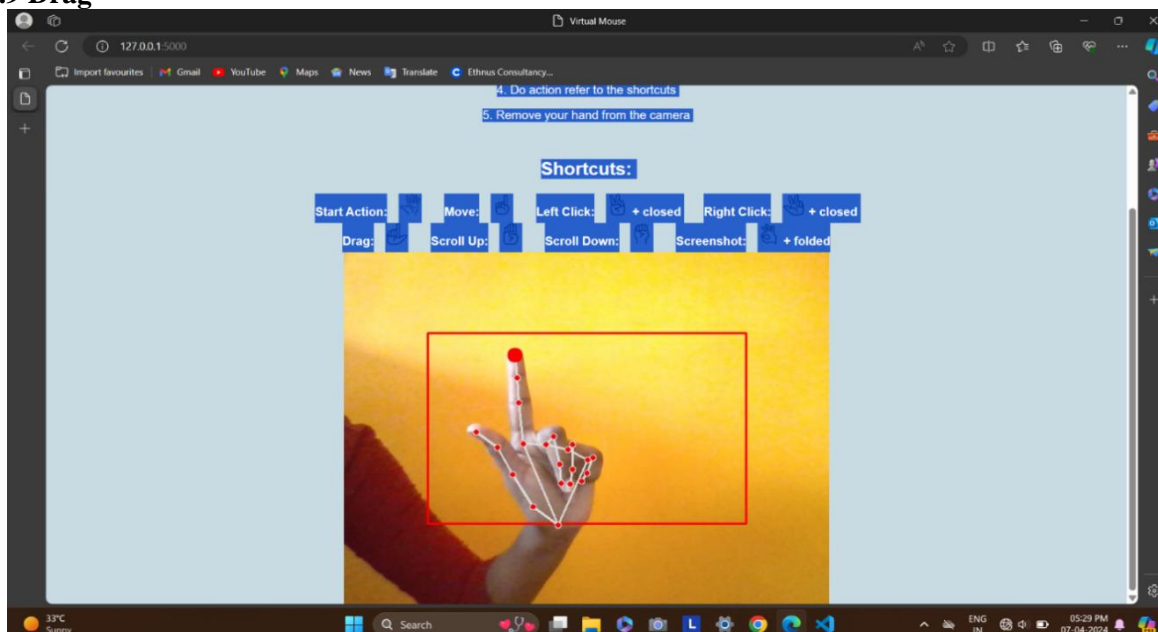 .9 Drag
Virtual Mouse
127.0.0.1:5000
Import favourites Gmail YouTube Maps News Translate Ethnus Consultancy...
4. Do action refer to the shortcuts
5. Remove your hand from the camera
Shortcuts:
Start Action: Move: Left Click: + closed Right Click: + closed
Drag: Scroll Up: Scroll Down: Screenshot: + folded
33°C Search ENG 05:29 PM
Sunny IN 07-04-2024